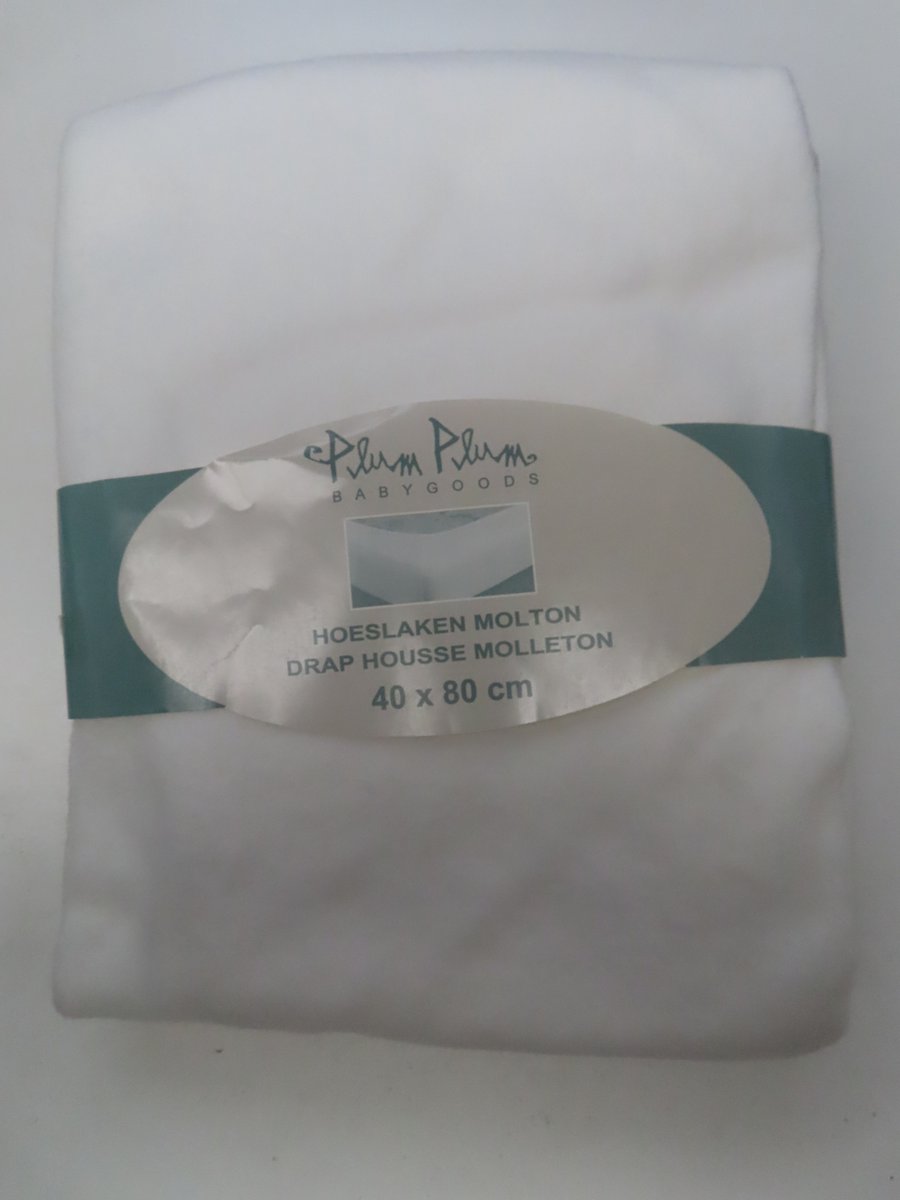 Plum Plum
BABYGOODS
HOESLAKEN MOLTON
DRAP HOUSSE MOLLETON
40 x 80 cm